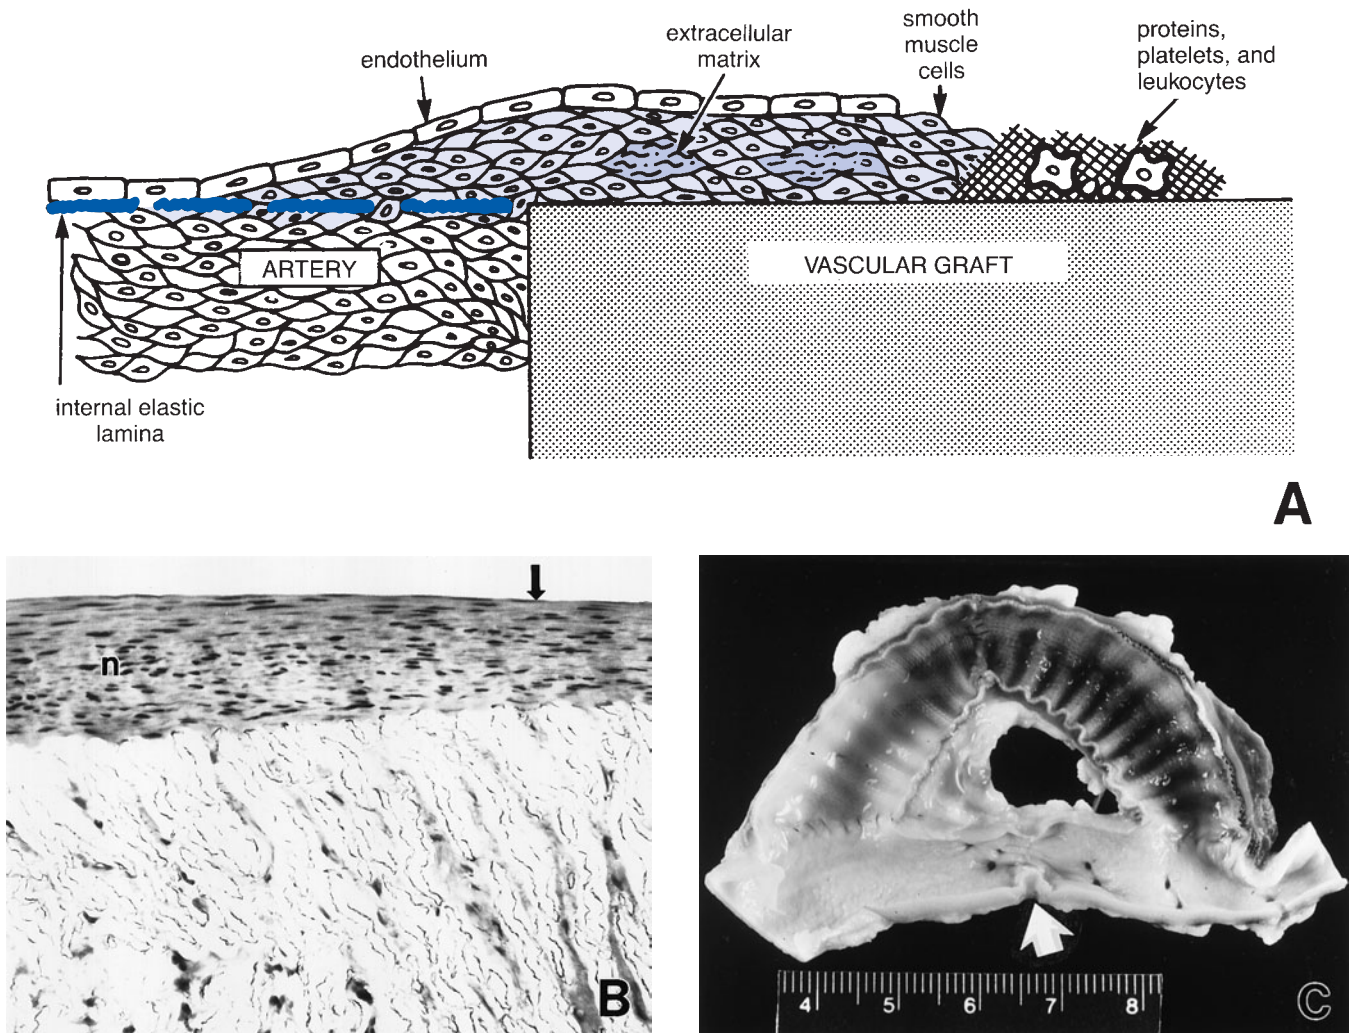 smooth
muscle
cells
proteins,
platelets, and
leukocytes
extracellular
matrix
endothelium
ARTERY
VASCULAR GRAFT
internal elastic
lamina
A
n
B
4 5 6 7 8
C